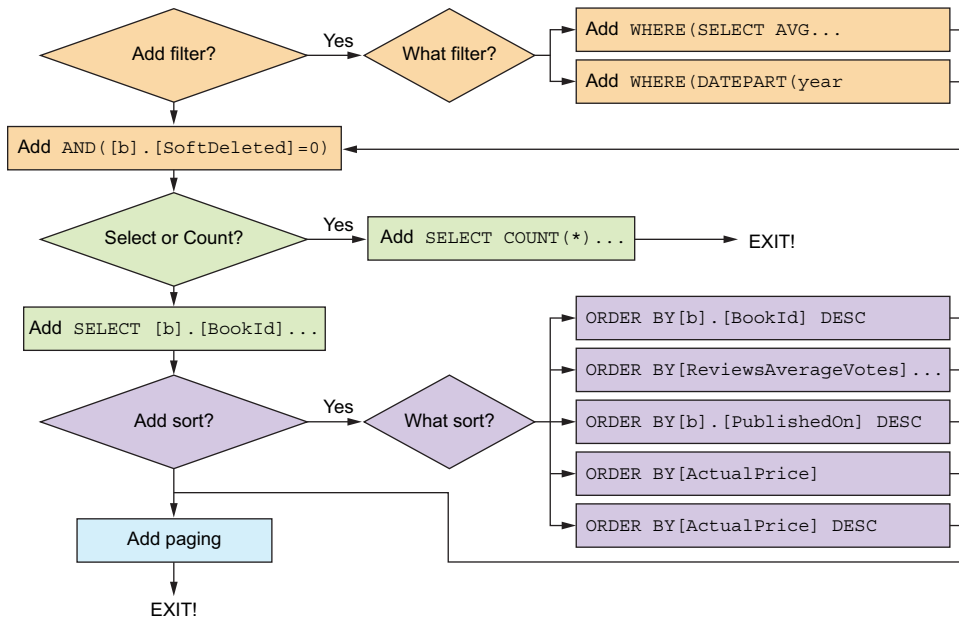 Add filter?
Yes
What filter?
Add WHERE(SELECT AVG...
Add WHERE(DATEPART(year
Add AND([b].[SoftDeleted]=0)
Select or Count?
Yes
Add SELECT COUNT(*)...
EXIT!
Add SELECT [b].[BookId]...
Add sort?
Yes
What sort?
ORDER BY[b].[BookId] DESC
ORDER BY[ReviewsAverageVotes]...
ORDER BY[b].[PublishedOn] DESC
ORDER BY[ActualPrice]
ORDER BY[ActualPrice] DESC
Add paging
EXIT!